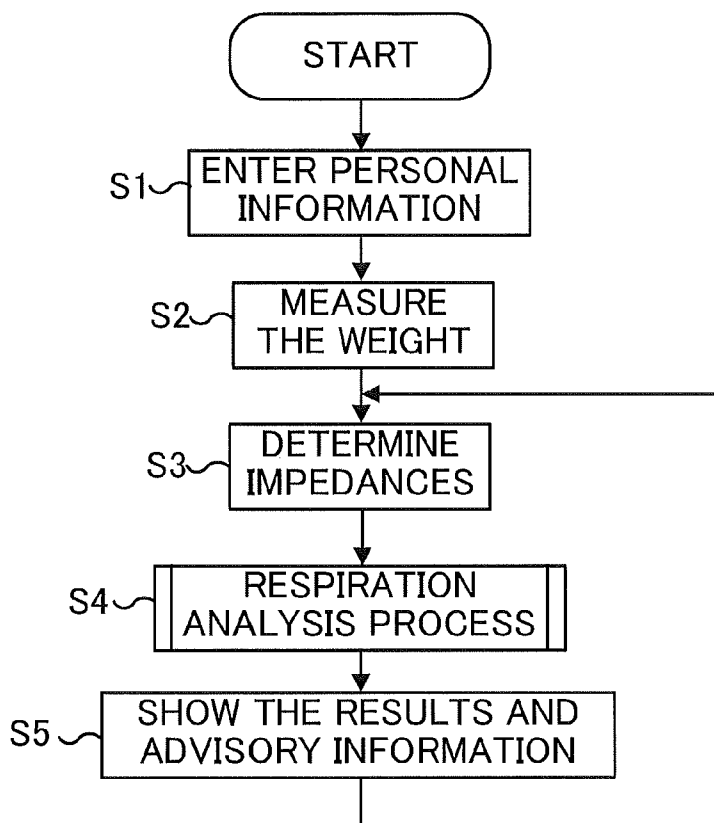 START
S1
ENTER PERSONAL
INFORMATION
S2
MEASURE
THE WEIGHT
S3
DETERMINE
IMPEDANCES
S4
RESPIRATION
ANALYSIS PROCESS
S5
SHOW THE RESULTS AND
ADVISORY INFORMATION